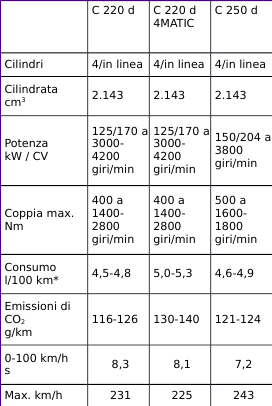 C 220 d C 220 d C 250 d
4MATIC
Cilindri 4/in linea 4/in linea 4/in linea
Cilindrata
cm³ 2.143 2.143 2.143
Potenza
kW / CV
125/170 a
3000-
4200
giri/min
125/170 a
3000-
4200
giri/min
150/204 a
3800
giri/min
Coppia max.
Nm
400 a
1400-
2800
giri/min
400 a
1400-
2800
giri/min
500 a
1600-
1800
giri/min
Consumo
l/100 km*
4,5-4,8 5,0-5,3 4,6-4,9
Emissioni di
CO₂
g/km
116-126 130-140 121-124
0-100 km/h
s
8,3 8,1 7,2
Max. km/h 231 225 243